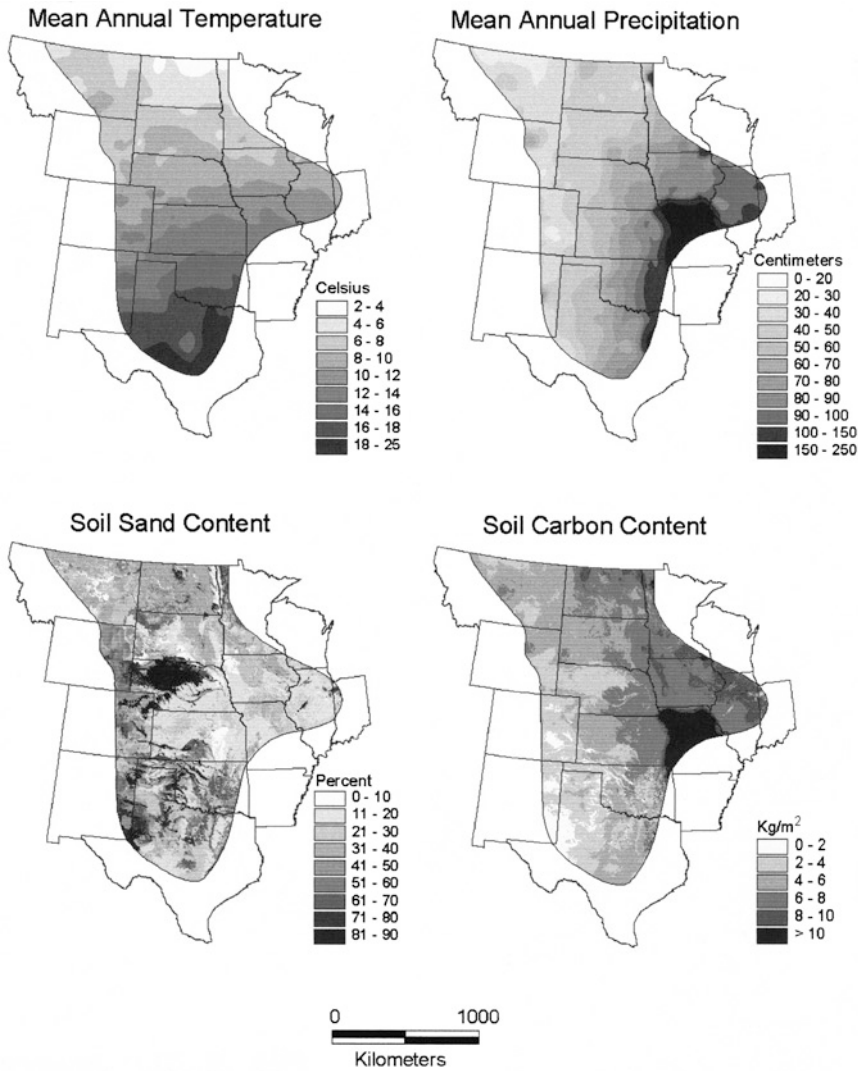 Mean Annual Temperature
Celsius
2 - 4
4 - 6
6 - 8
8 - 10
10 - 12
12 - 14
14 - 16
16 - 18
18 - 25
Mean Annual Precipitation
Centimeters
0 - 20
20 - 30
30 - 40
40 - 50
50 - 60
60 - 70
70 - 80
80 - 90
90 - 100
100 - 150
150 - 250
Soil Sand Content
Percent
0 - 10
11 - 20
21 - 30
31 - 40
41 - 50
51 - 60
61 - 70
71 - 80
81 - 90
Soil Carbon Content
Kg/m²
0 - 2
2 - 4
4 - 6
6 - 8
8 - 10
> 10
0 1000
Kilometers